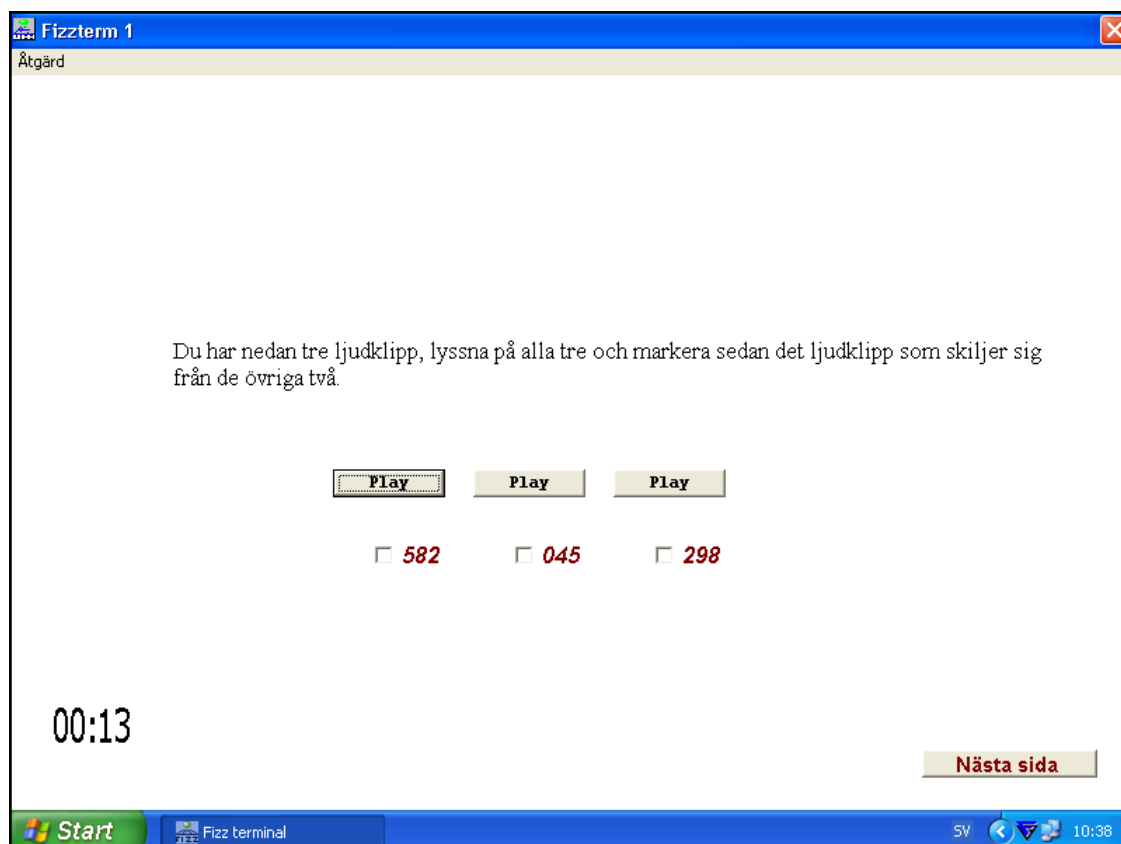 Fizzterm 1
Åtgärd
Du har nedan tre ljudklipp, lyssna på alla tre och markera sedan det ljudklipp som skiljer sig
från de övriga två.
Play Play Play
582 045 298
00:13
Nästa sida
Start Fizz terminal SV 10:38